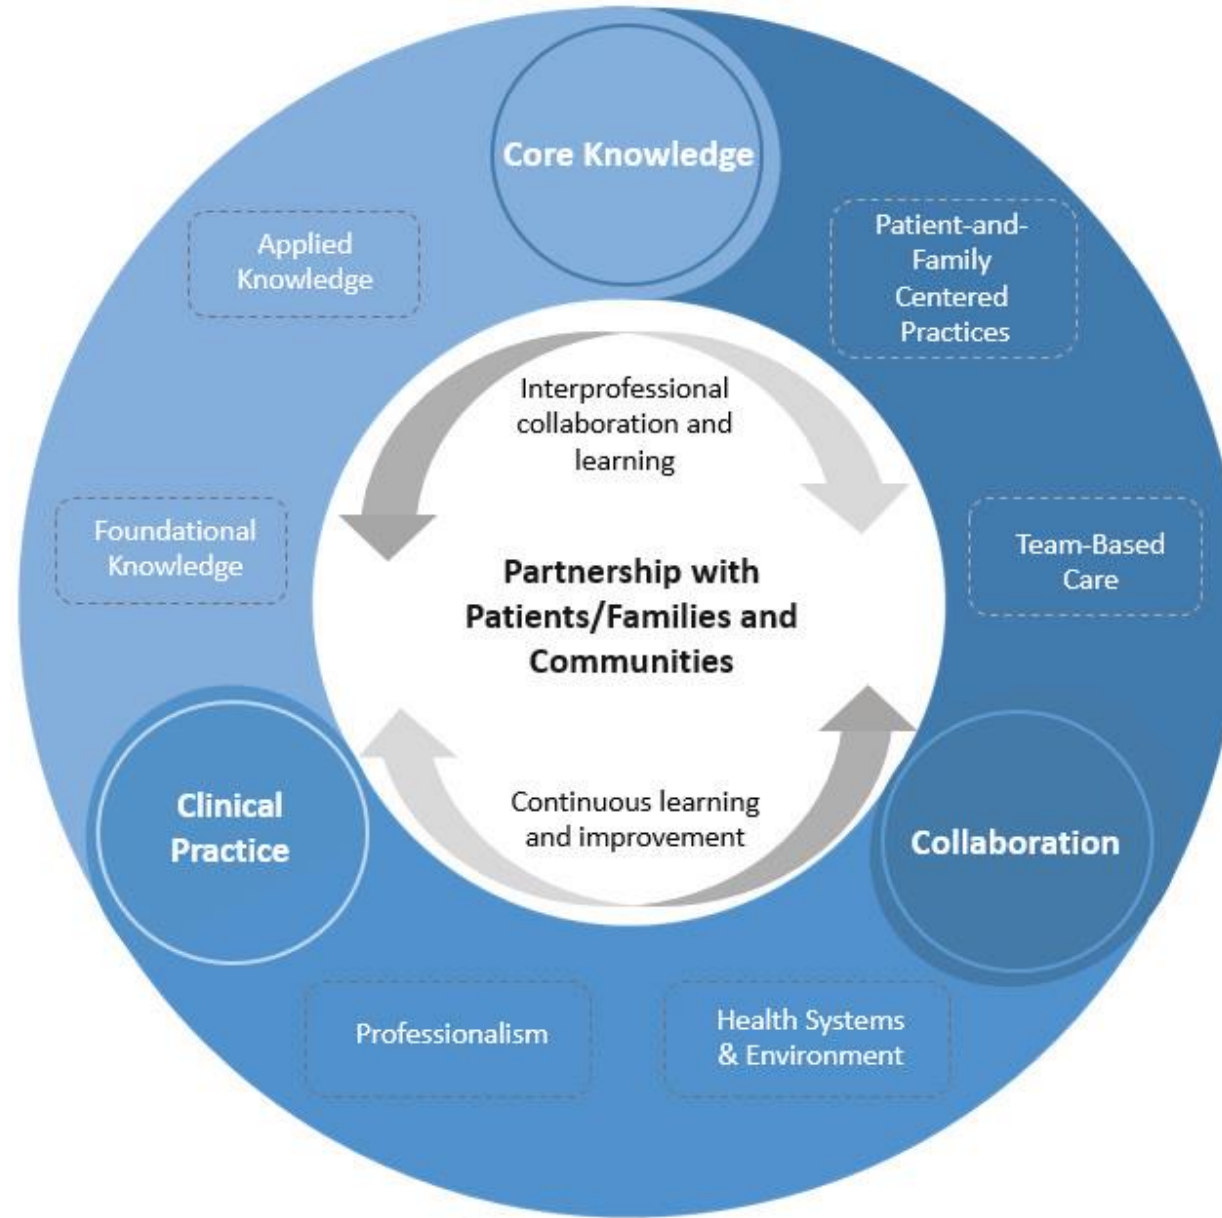 Core Knowledge
Applied
Knowledge
Patient-and-
Family
Centered
Practices
Interprofessional
collaboration and
learning
Foundational
Knowledge
Team-Based
Care
Partnership with
Patients/Families and
Communities
Clinical
Practice
Continuous learning
and improvement
Collaboration
Professionalism
Health Systems
& Environment